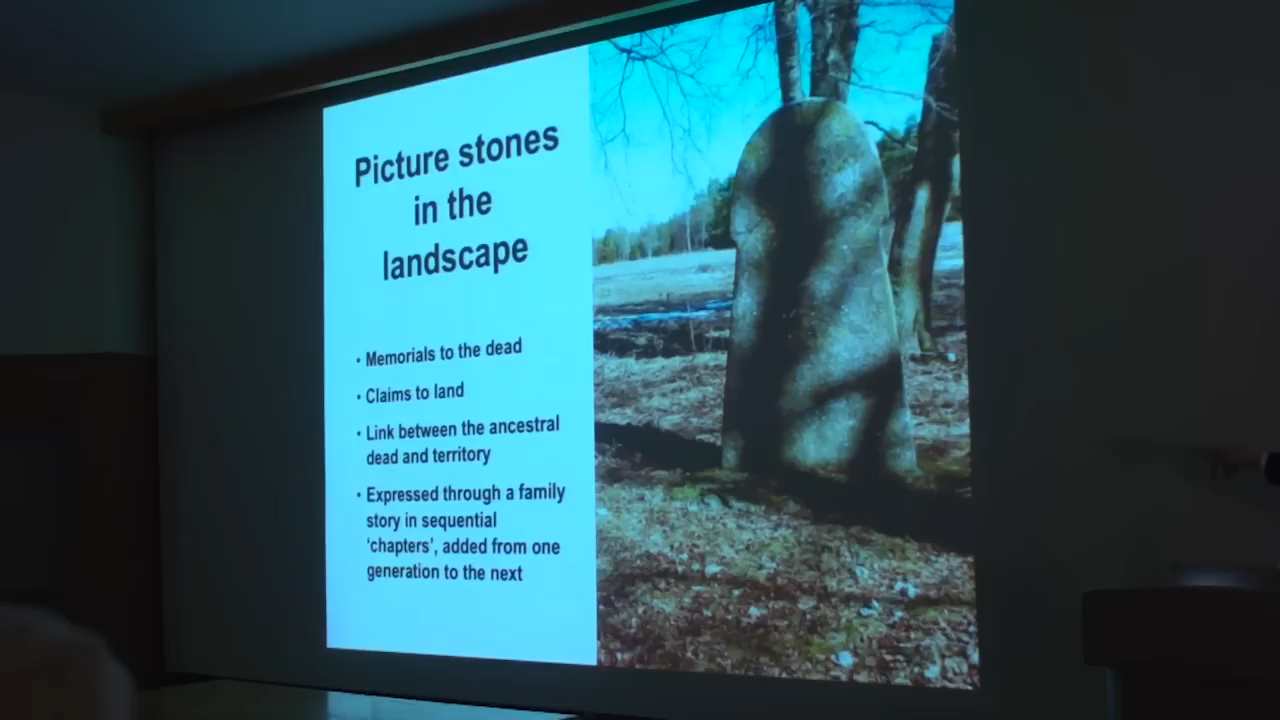 Picture stones
in the
landscape
• Memorials to the dead
• Claims to land
• Link between the ancestral
dead and territory
• Expressed through a family
story in sequential
‘chapters’, added from one
generation to the next